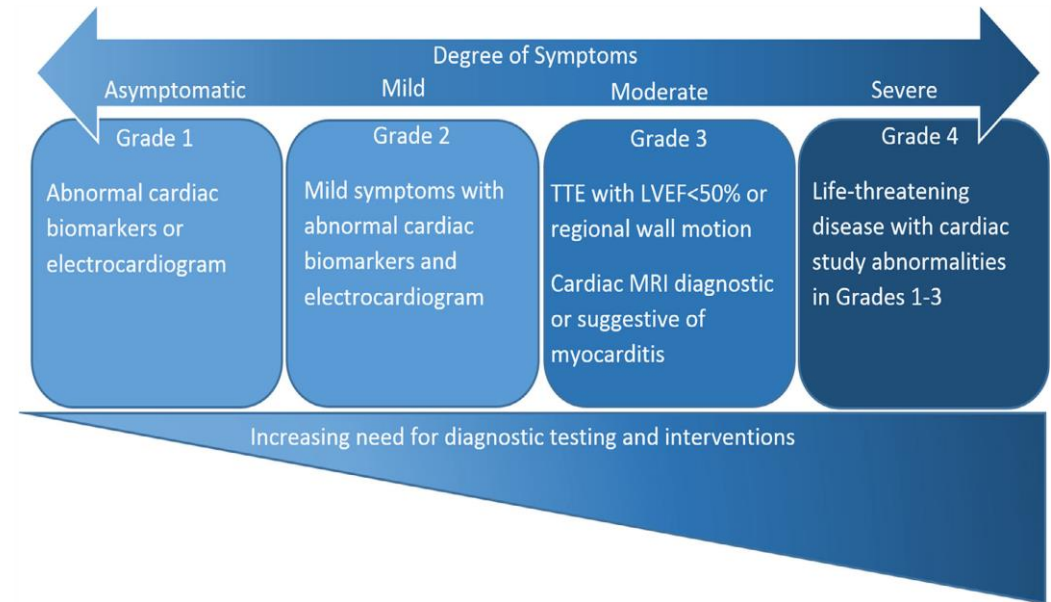 Degree of Symptoms
Asymptomatic
Mild
Moderate
Severe
Grade 1
Abnormal cardiac
biomarkers or
electrocardiogram
Grade 2
Mild symptoms with
abnormal cardiac
biomarkers and
electrocardiogram
Grade 3
TTE with LVEF<50% or
regional wall motion
Cardiac MRI diagnostic
or suggestive of
myocarditis
Grade 4
Life-threatening
disease with cardiac
study abnormalities
in Grades 1-3
Increasing need for diagnostic testing and interventions